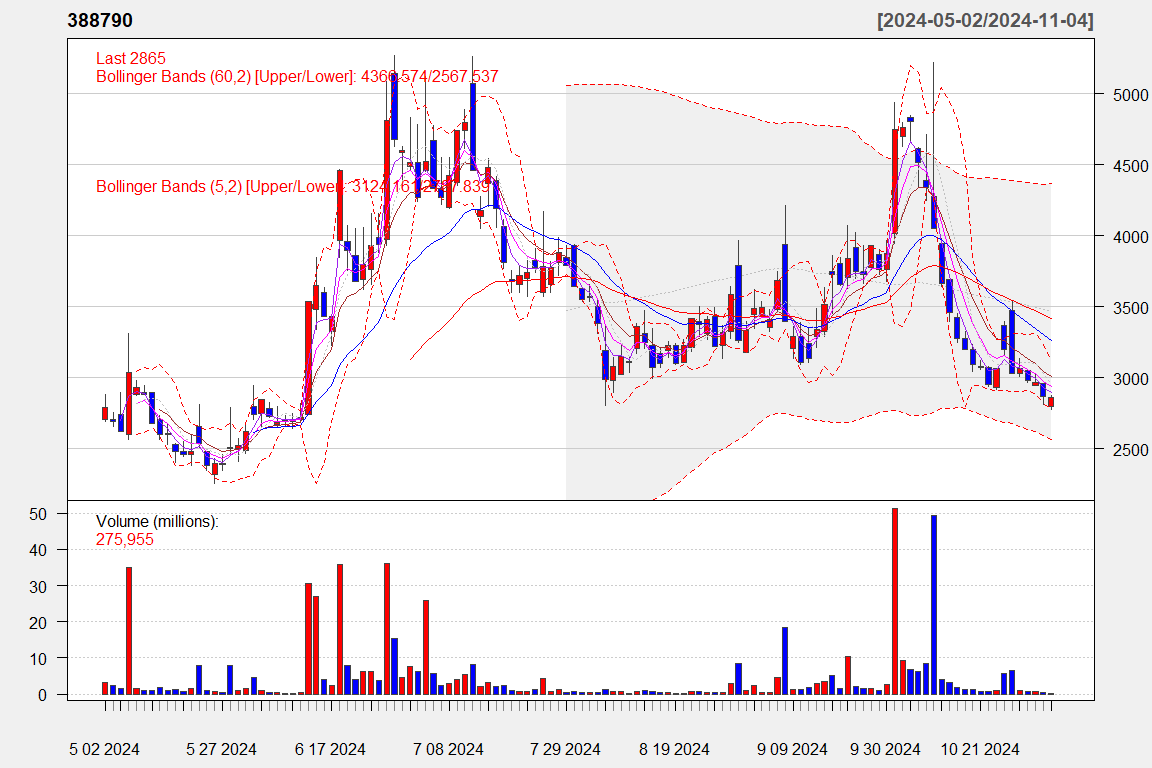 388790 [2024-05-02/2024-11-04]
Last 2865
Bollinger Bands (60,2) [Upper/Lower]: 4366.574/2567.537
Bollinger Bands (5,2) [Upper/Lower]: 3124.161/2767.839
5000
4500
4000
3500
3000
2500
Volume (millions):
275,955
50
40
30
20
10
0
5 02 2024 5 27 2024 6 17 2024 7 08 2024 7 29 2024 8 19 2024 9 09 2024 9 30 2024 10 21 2024